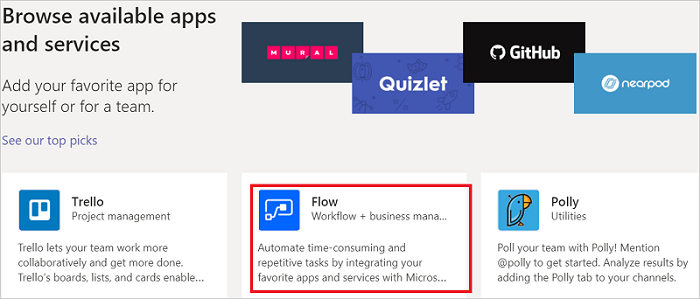 Browse available apps
and services
Add your favorite app for
yourself or for a team.
See our top picks
MURAL
Quizlet
GitHub
nearpod
Trello
Project management
Trello lets your team work more
collaboratively and get more done.
Trello's boards, lists, and cards enable...
Flow
Workflow + business mana...
Automate time-consuming and
repetitive tasks by integrating your
favorite apps and services with Micros...
Polly
Utilities
Poll your team with Polly! Mention
@polly to get started. Analyze results by
adding the Polly tab to your channels.